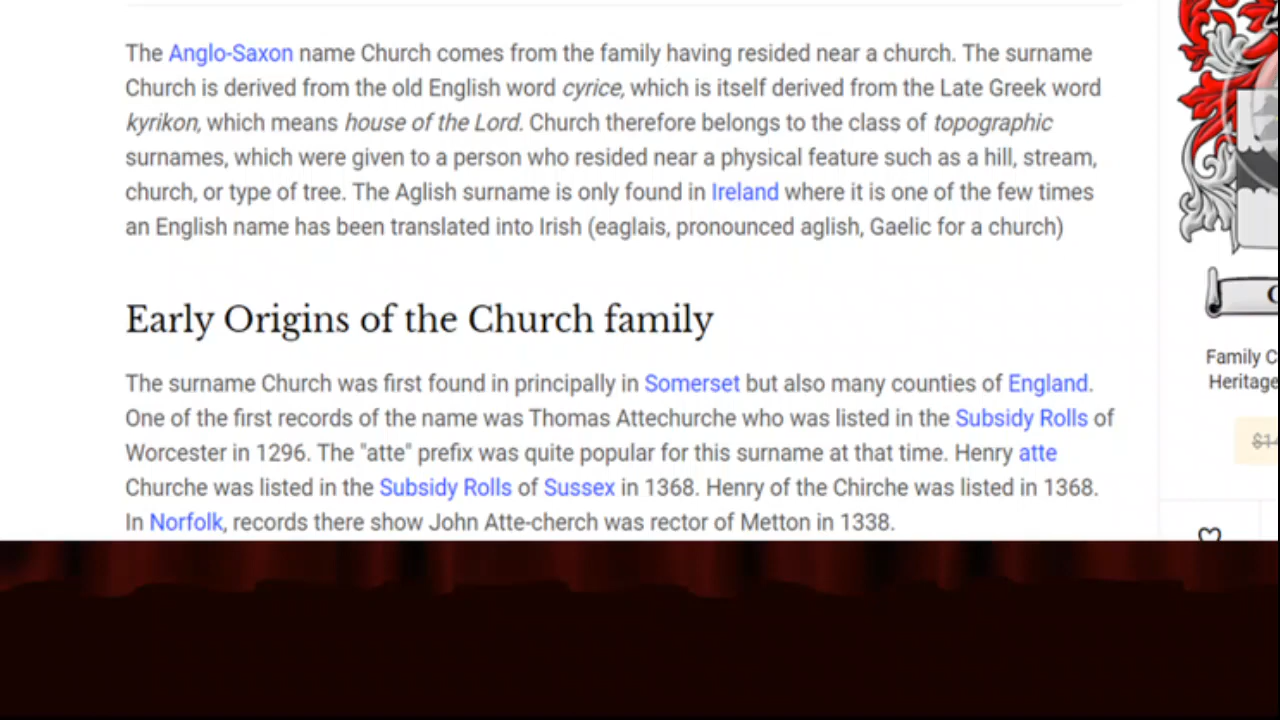 The Anglo-Saxon name Church comes from the family having resided near a church. The surname
Church is derived from the old English word cyrice, which is itself derived from the Late Greek word
kyrikon, which means house of the Lord. Church therefore belongs to the class of topographic
surnames, which were given to a person who resided near a physical feature such as a hill, stream,
church, or type of tree. The Aglish surname is only found in Ireland where it is one of the few times
an English name has been translated into Irish (eaglais, pronounced aglish, Gaelic for a church)
Early Origins of the Church family
The surname Church was first found in principally in Somerset but also many counties of England.
One of the first records of the name was Thomas Attechurche who was listed in the Subsidy Rolls of
Worcester in 1296. The "atte" prefix was quite popular for this surname at that time. Henry atte
Churche was listed in the Subsidy Rolls of Sussex in 1368. Henry of the Chirche was listed in 1368.
In Norfolk, records there show John Atte-cherch was rector of Metton in 1338.
Family C
Heritage